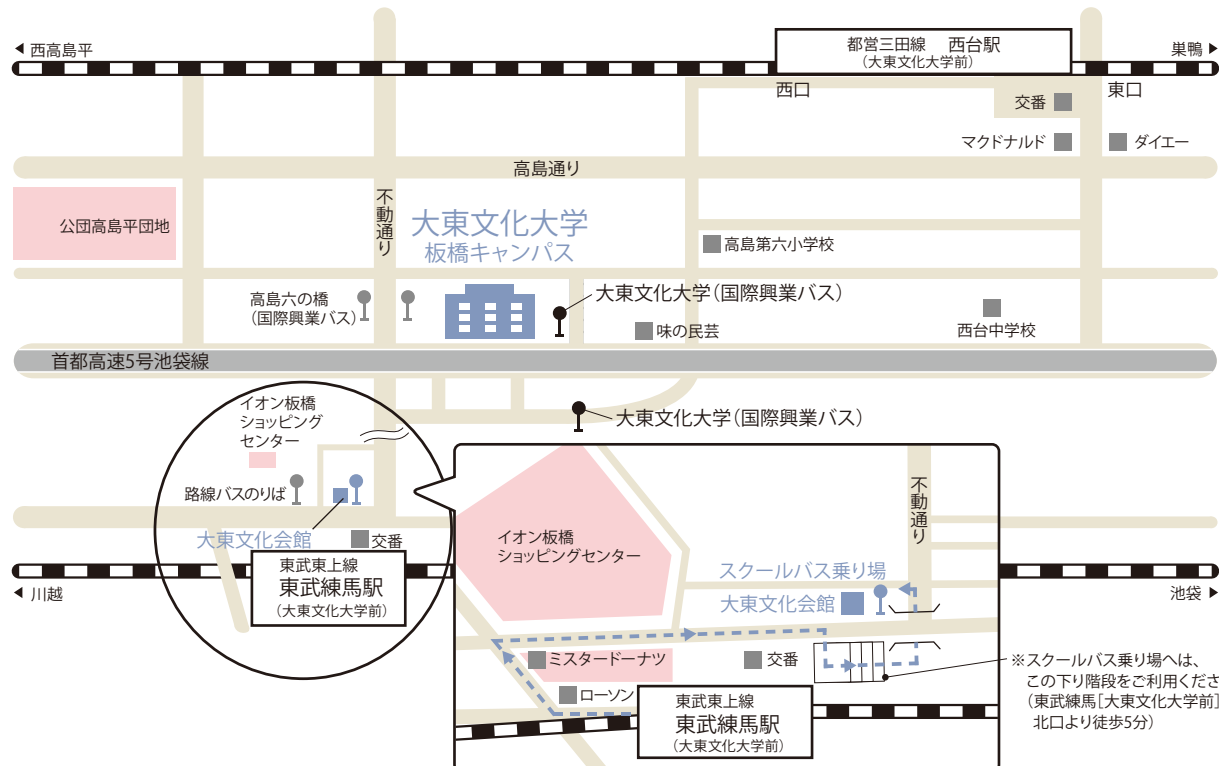 ◀ 西高島平
都営三田線 西台駅
(大東文化大学前)
巣鴨 ▶
西口
東口
交番
マクドナルド
ダイエー
高島通り
公団高島平団地
不動通り
大東文化大学
板橋キャンパス
高島第六小学校
高島六の橋
(国際興業バス)
大東文化大学(国際興業バス)
味の民芸
西台中学校
首都高速5号池袋線
イオン板橋
ショッピング
センター
大東文化大学(国際興業バス)
路線バスのりば
大東文化会館
交番
東武東上線
東武練馬駅
(大東文化大学前)
◀ 川越
池袋 ▶
イオン板橋
ショッピングセンター
不動通り
スクールバス乗り場
大東文化会館
ミスタードーナツ
交番
ローソン
東武東上線
東武練馬駅
(大東文化大学前)
※スクールバス乗り場へは、
この下り階段をご利用くださ
(東武練馬[大東文化大学前]
北口より徒歩5分)